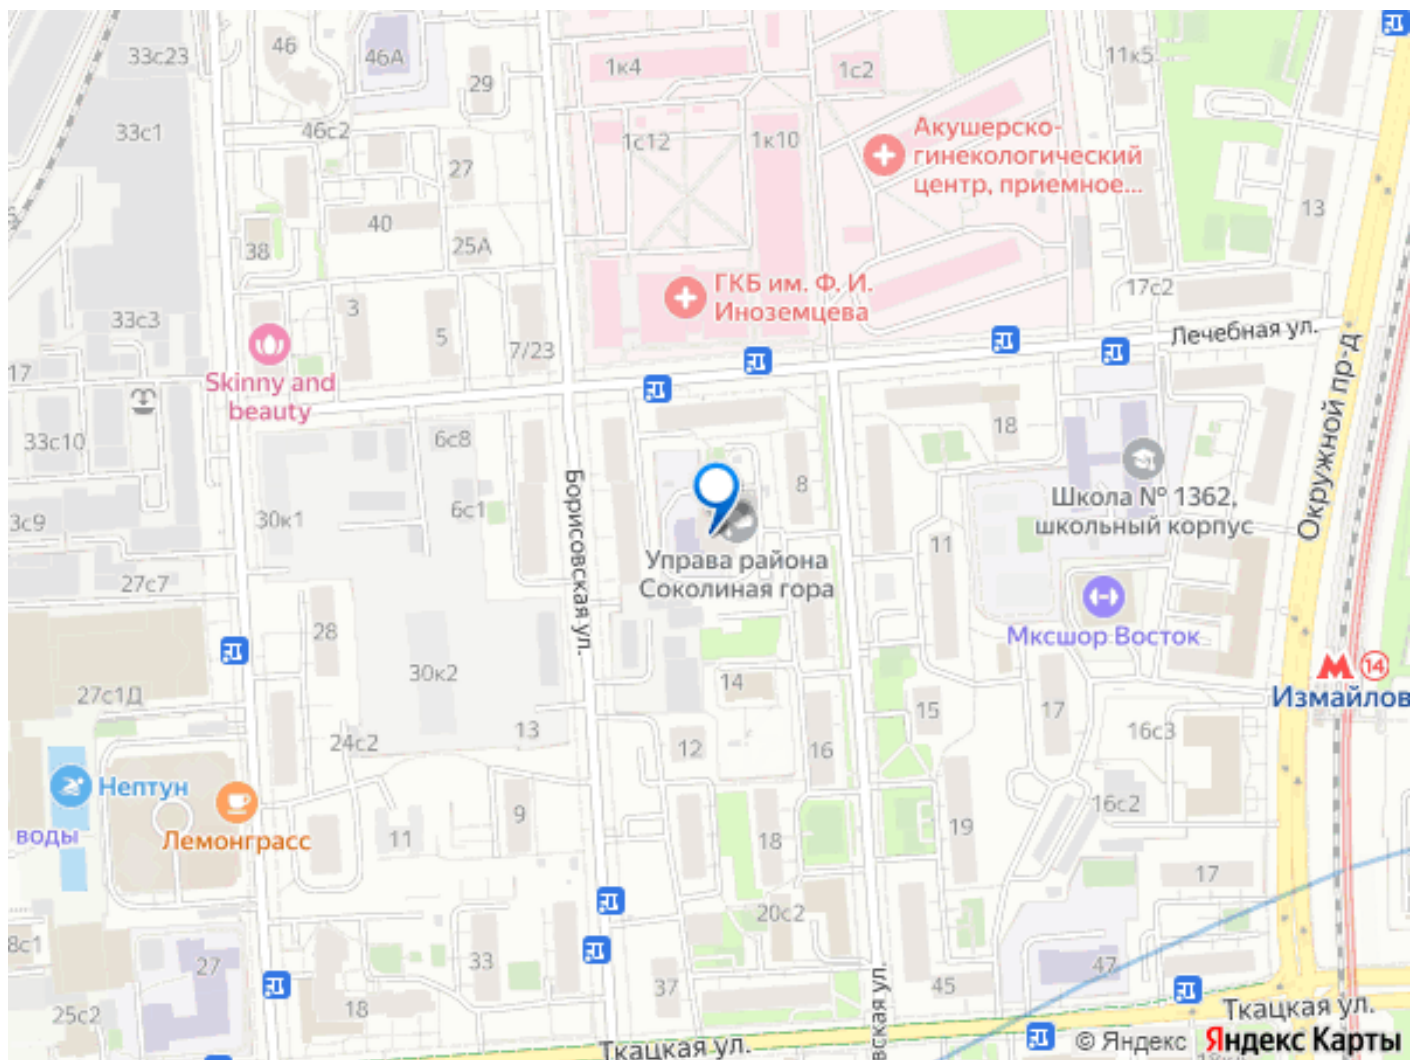 33с23
46
46А
29
1к4
1с2
11к5
33с1
46с2
27
1с12
1к10
Акушерско-
гинекологический
центр, приемное...
40
38
25А
13
ГКБ им. Ф. И.
Иноземцева
17с2
3
5
7/23
33с3
Лечебная ул.
17
Skinny and
beauty
Окружной пр-д
33с10
6с8
18
8
Школа № 1362,
школьный корпус
6с1
30к1
3с9
Борисовская ул.
11
Управа района
Соколиная гора
27с7
28
Мксшор Восток
30к2
14
14
Измайлов
27с1Д
24с2
13
12
16
15
17
16с3
Нептун
16с2
воды
Лемонграсс
11
9
18
19
17
20с2
8с1
27
33
47
37
45
18
25с2
вская ул.
Ткацкая ул.
Ткацкая ул.
© Яндекс Яндекс Карты